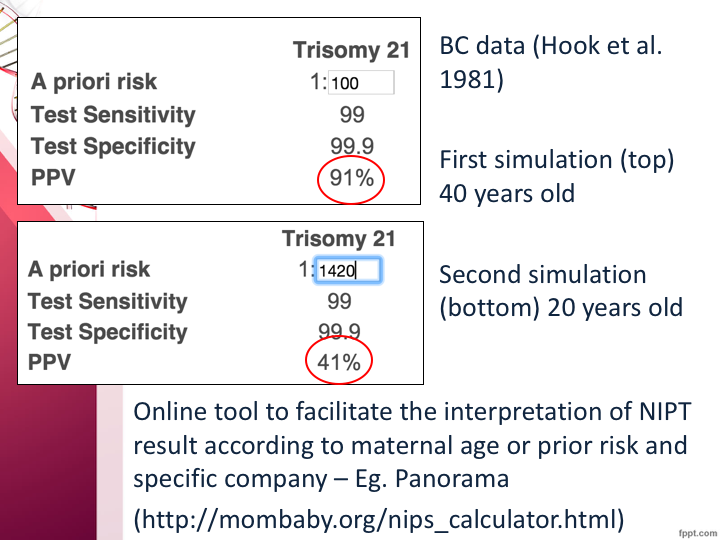 Trisomy 21
A priori risk 1: 100
Test Sensitivity 99
Test Specificity 99.9
PPV 91%
BC data (Hook et al.
1981)
First simulation (top)
40 years old
Trisomy 21
A priori risk 1: 1420
Test Sensitivity 99
Test Specificity 99.9
PPV 41%
Second simulation
(bottom) 20 years old
Online tool to facilitate the interpretation of NIPT
result according to maternal age or prior risk and
specific company – Eg. Panorama
(http://mombaby.org/nips_calculator.html)
fppt.com